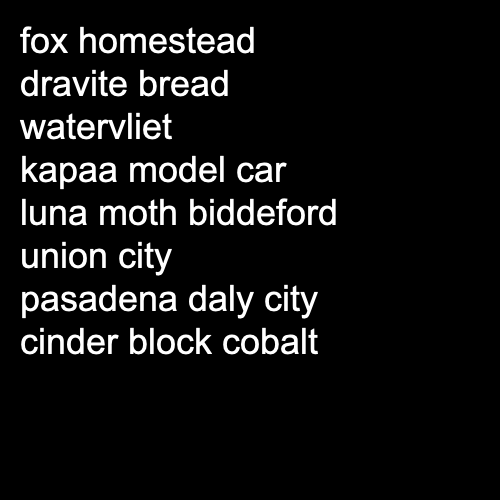 fox homestead
dravite bread
watervliet
kapaa model car
luna moth biddeford
union city
pasadena daly city
cinder block cobalt